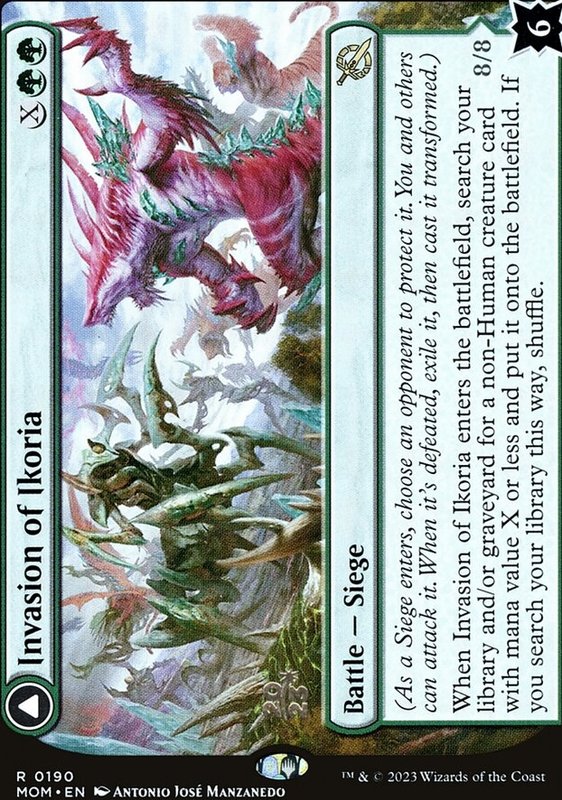 Invasion of Ikoria
X
Battle – Siege
(As a Siege enters, choose an opponent to protect it. You and others
can attack it. When it's defeated, exile it, then cast it transformed.)
When Invasion of Ikoria enters the battlefield, search your
library and/or graveyard for a non-Human creature card
with mana value X or less and put it onto the battlefield. If
you search your library this way, shuffle.
8/8
6
2023
R 0190
MOM • EN ANTONIO JOSÉ MANZANEDO
™ & © 2023 Wizards of the Coast